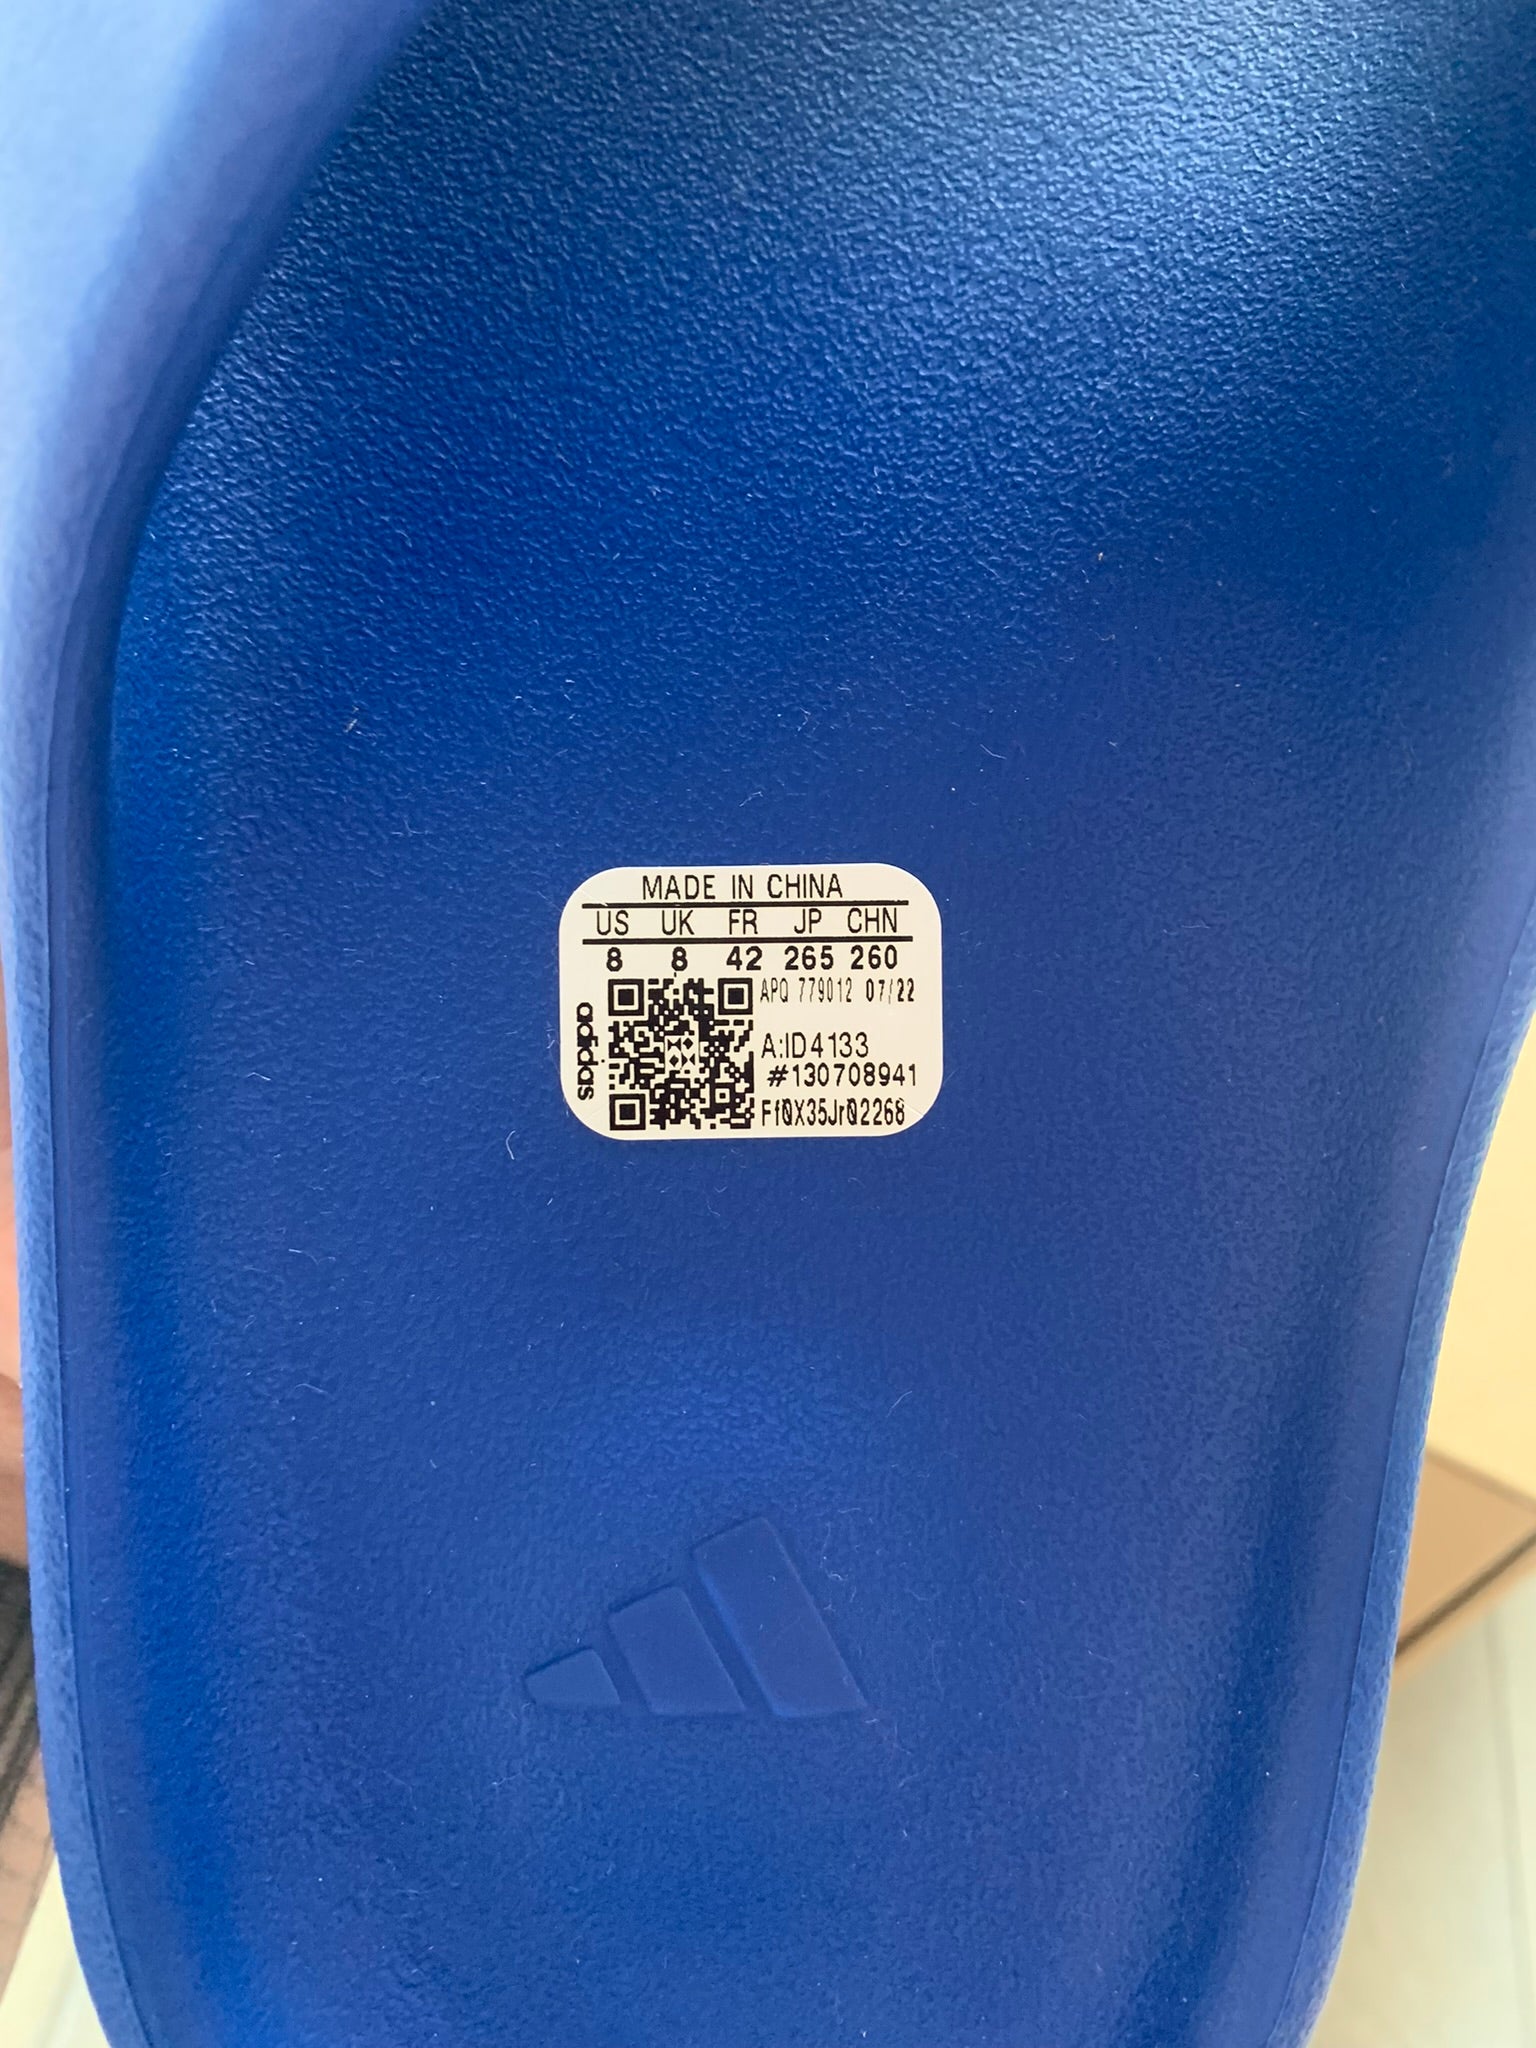 MADE IN CHINA
US UK FR JP CHN
8 8 42 265 260
APQ 779012 07/22
A:ID4133
#130708941
FfQX35JrQ2268
adidas